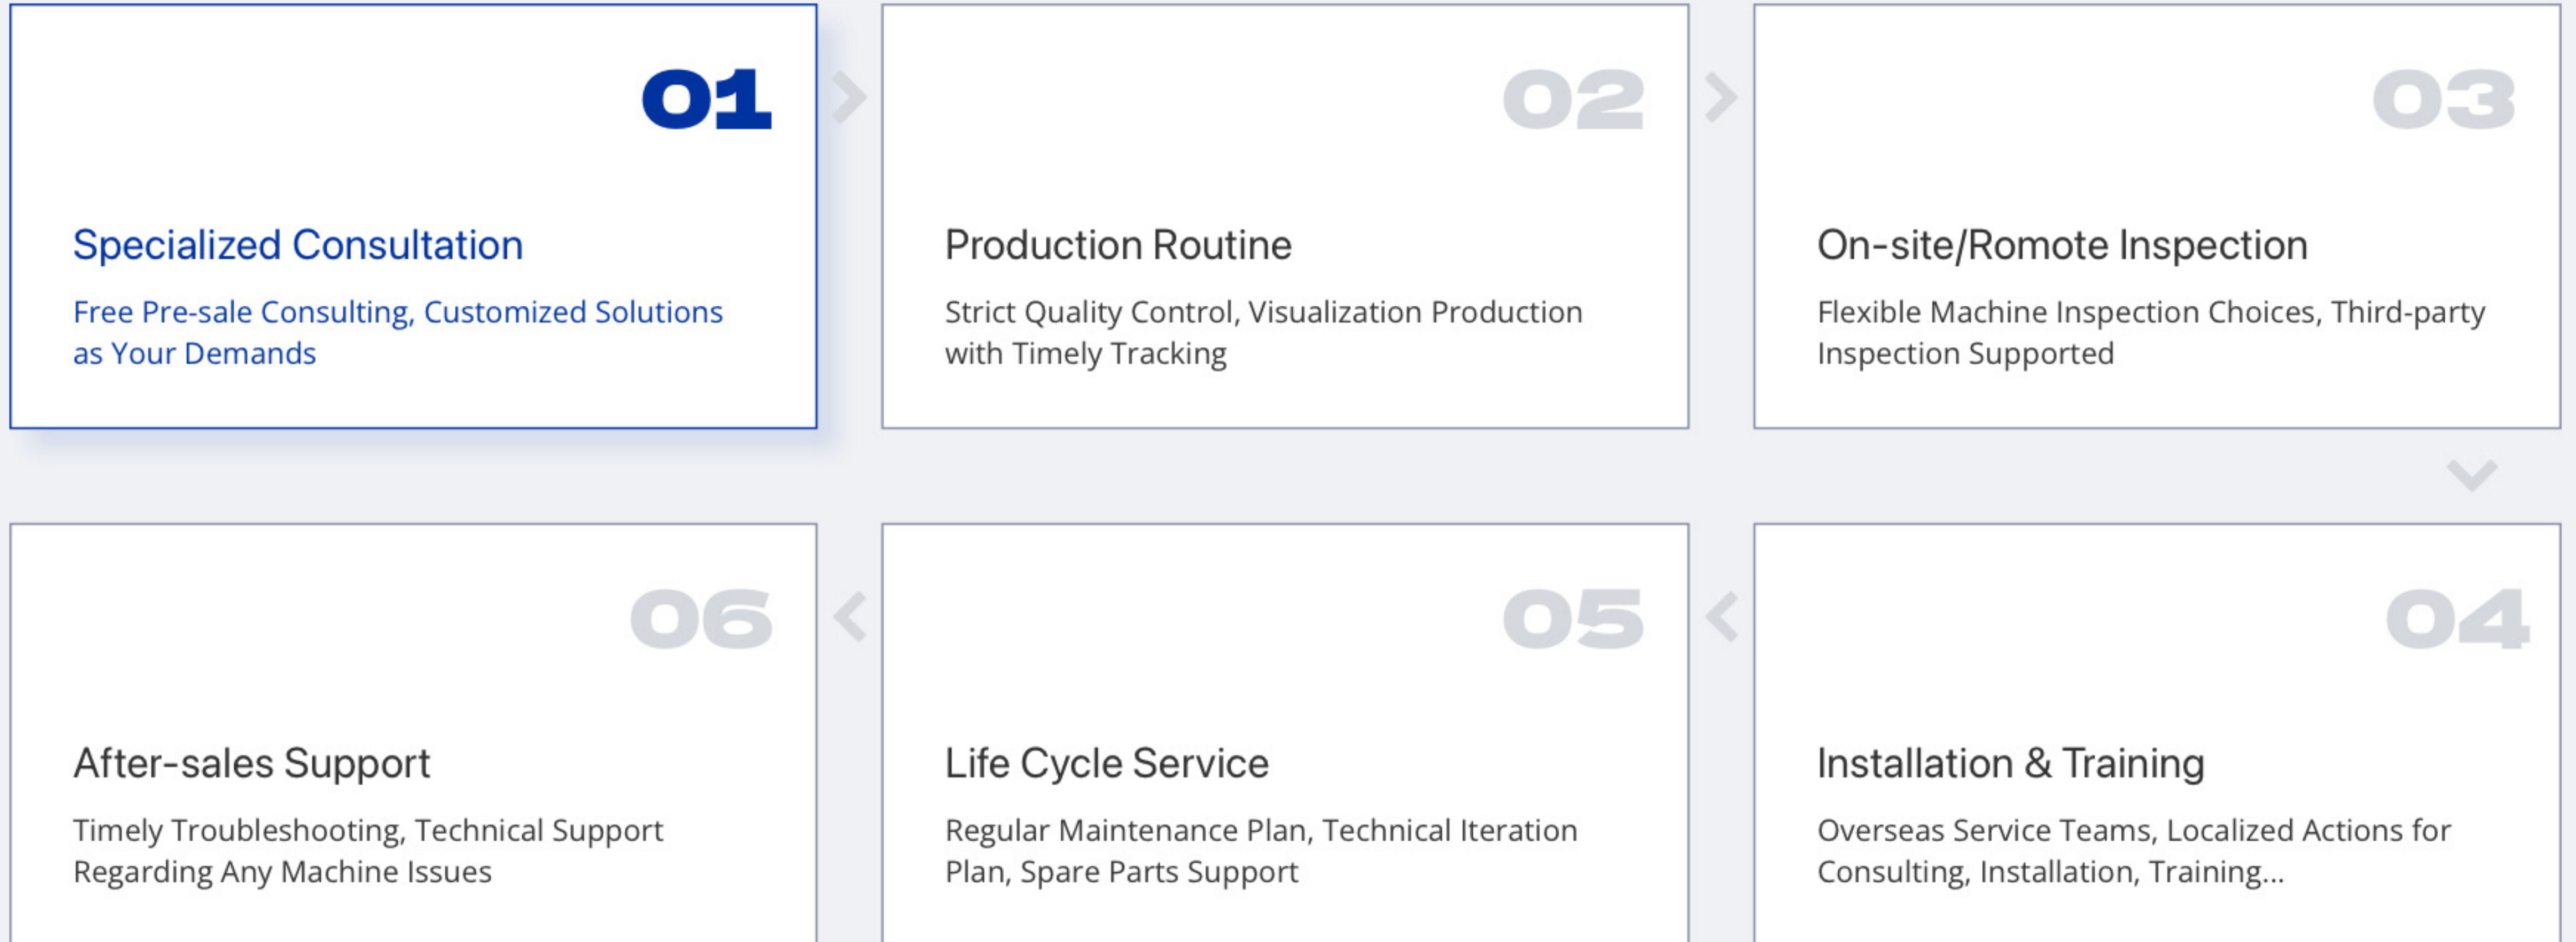 01
Specialized Consultation
Free Pre-sale Consulting, Customized Solutions
as Your Demands
02
Production Routine
Strict Quality Control, Visualization Production
with Timely Tracking
03
On-site/Romote Inspection
Flexible Machine Inspection Choices, Third-party
Inspection Supported
04
Installation & Training
Overseas Service Teams, Localized Actions for
Consulting, Installation, Training...
05
Life Cycle Service
Regular Maintenance Plan, Technical Iteration
Plan, Spare Parts Support
06
After-sales Support
Timely Troubleshooting, Technical Support
Regarding Any Machine Issues